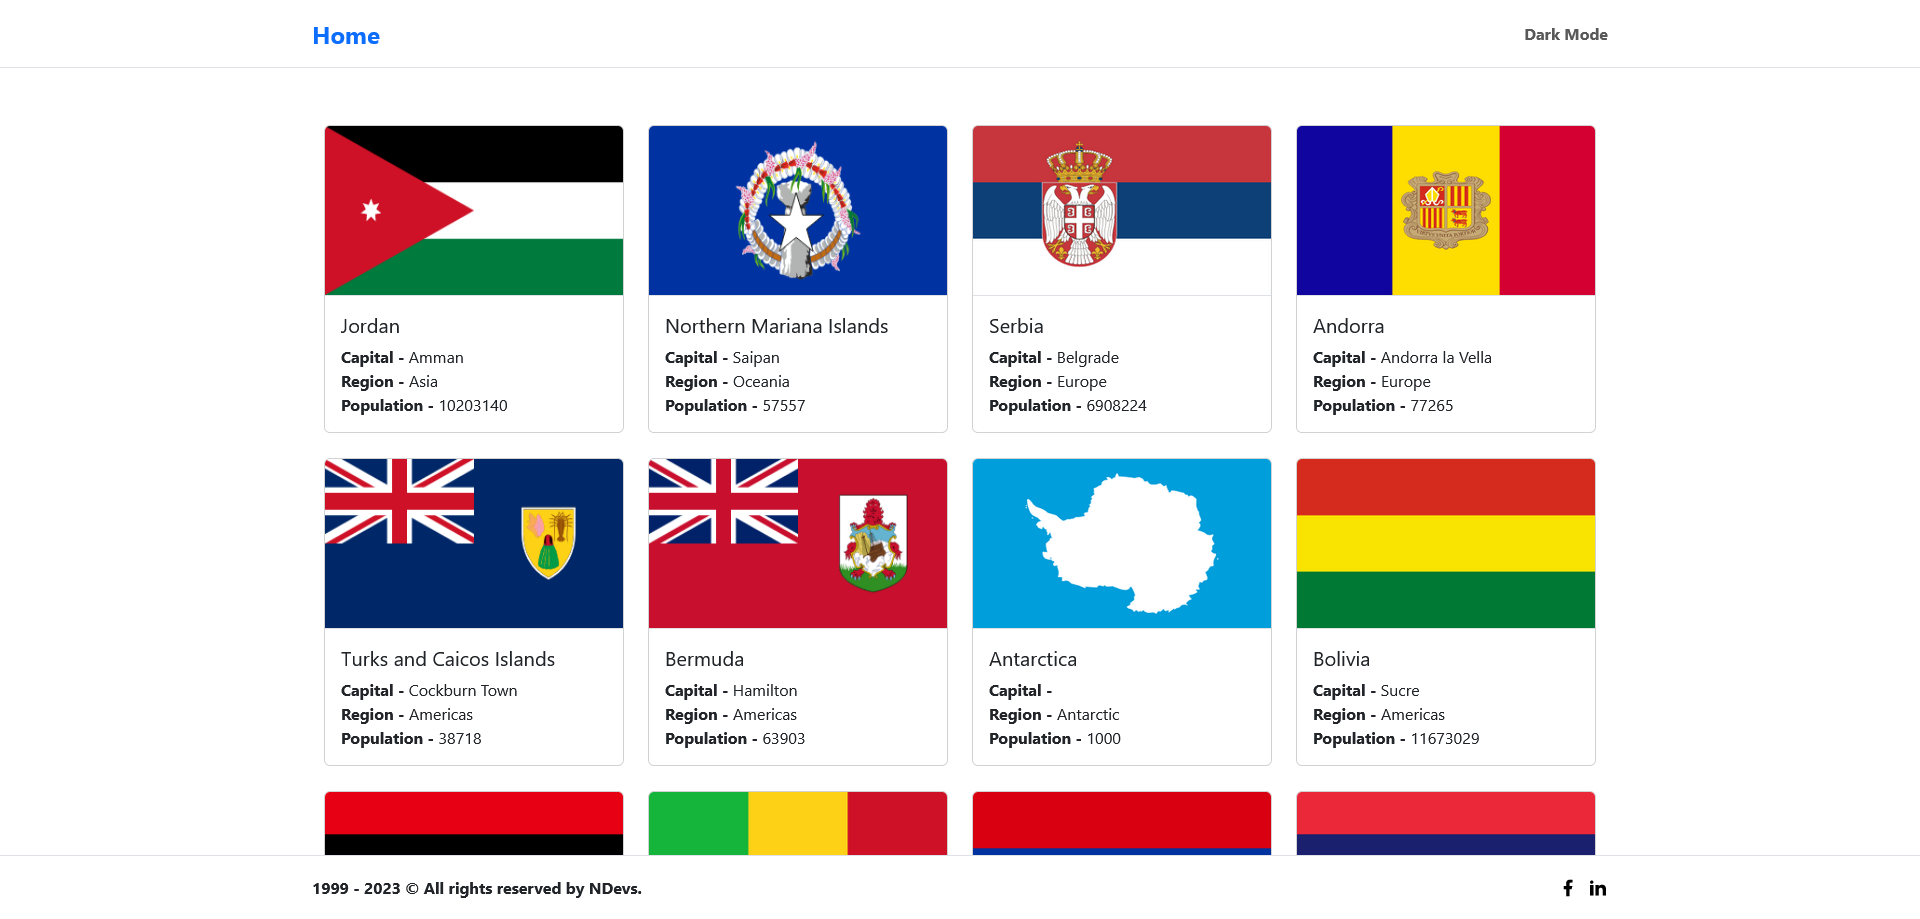 Home
Dark Mode
Jordan
Capital - Amman
Region - Asia
Population - 10203140
Northern Mariana Islands
Capital - Saipan
Region - Oceania
Population - 57557
Serbia
Capital - Belgrade
Region - Europe
Population - 6908224
Andorra
Capital - Andorra la Vella
Region - Europe
Population - 77265
Turks and Caicos Islands
Capital - Cockburn Town
Region - Americas
Population - 38718
Bermuda
Capital - Hamilton
Region - Americas
Population - 63903
Antarctica
Capital -
Region - Antarctic
Population - 1000
Bolivia
Capital - Sucre
Region - Americas
Population - 11673029
1999 - 2023 © All rights reserved by NDevs.